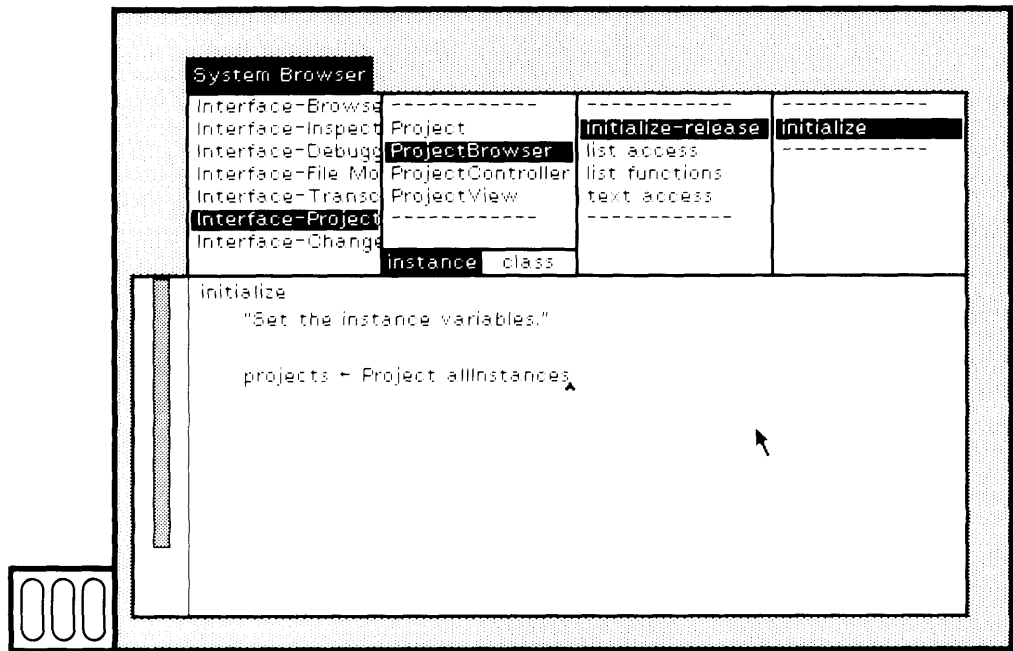 System Browser
Interface-Browse
Interface-Inspect
Interface-Debugg
Interface-File Mo
Interface-Transc
Interface-Project
Interface-Change
------------
Project
ProjectBrowser
ProjectController
ProjectView
------------
instance class
------------
initialize-release
list access
list functions
text access
------------
------------
initialize
------------
initialize
"Set the instance variables."
projects ← Project allInstances